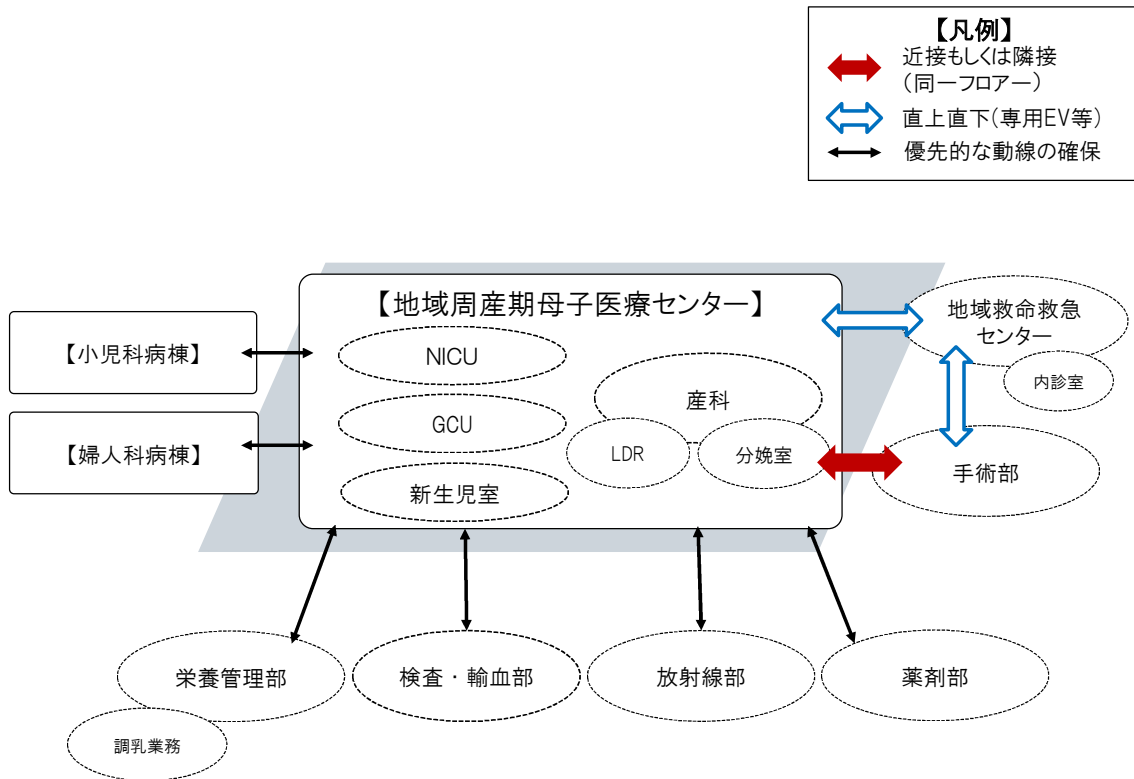 【凡例】
近接もしくは隣接
（同一フロアー）
直上直下(専用EV等)
優先的な動線の確保
【地域周産期母子医療センター】
【小児科病棟】
【婦人科病棟】
NICU
GCU
新生児室
産科
LDR
分娩室
地域救命救急
センター
内診室
手術部
栄養管理部
調乳業務
検査・輸血部
放射線部
薬剤部